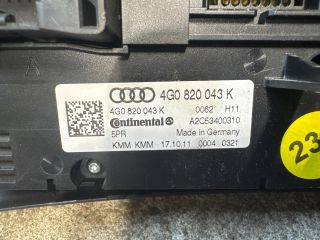 A
4G0 820 043 K
4G0 820 043 K 0062 H11
Continental A2C53400310
5PR Made in Germany
KMM KMM 17.10.11 0004 0321
23